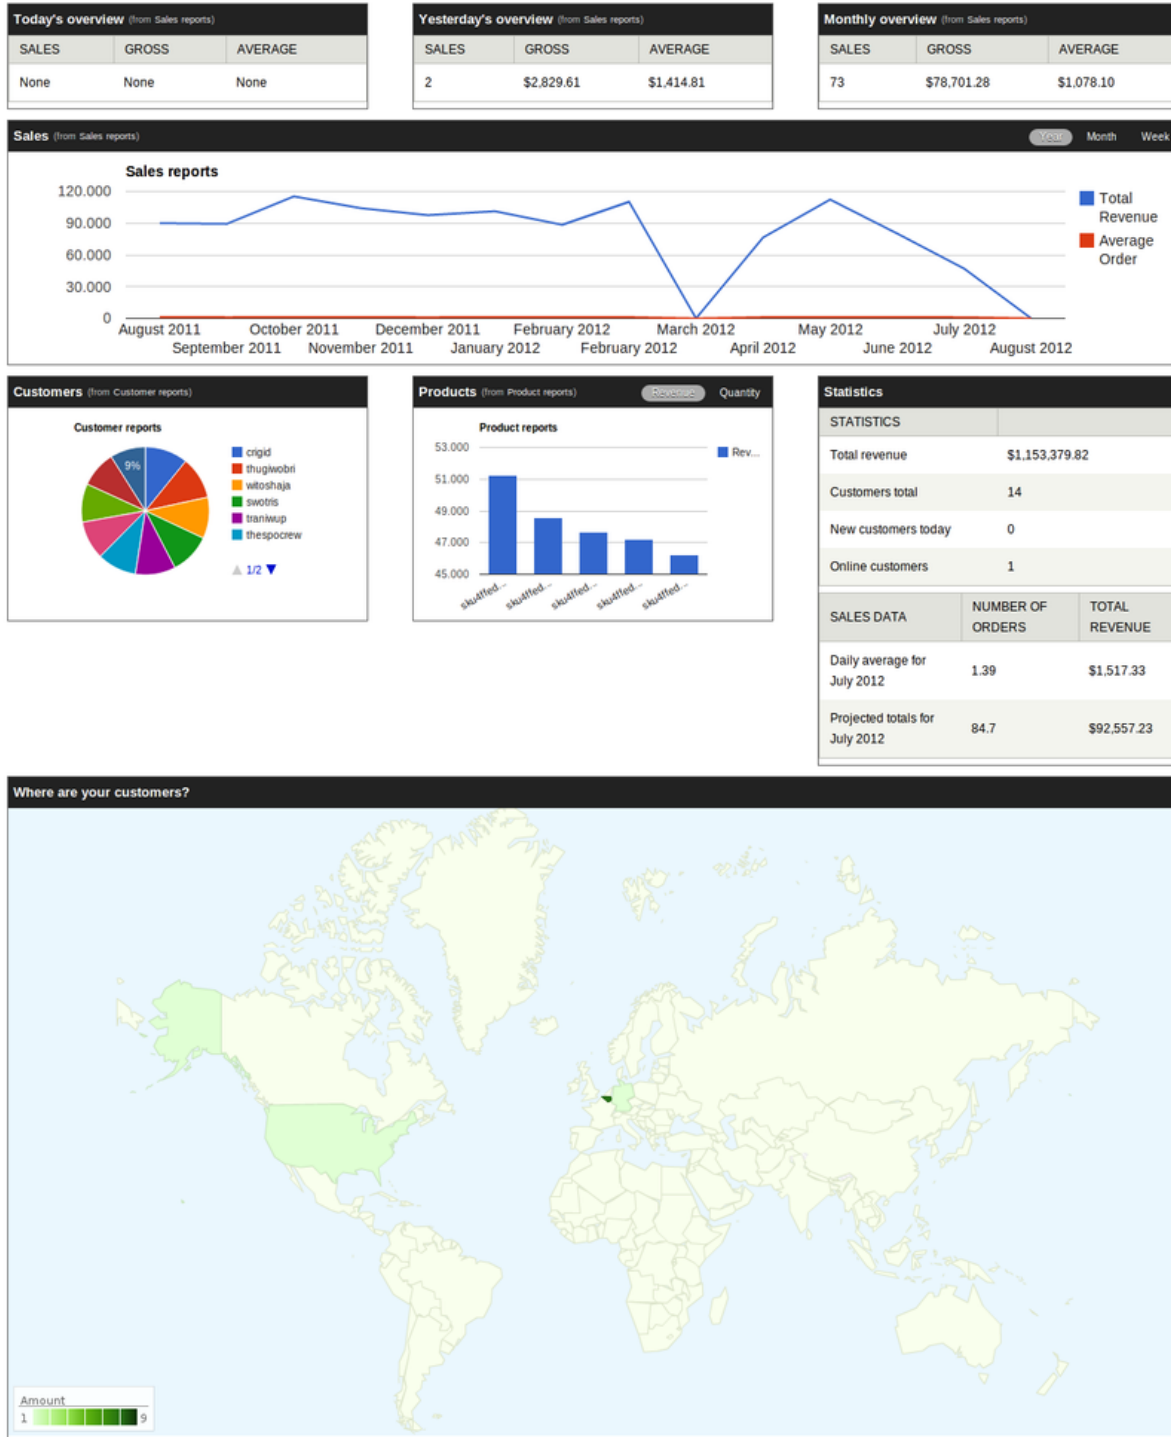 Today's overview (from Sales reports)
SALES GROSS AVERAGE
None None None
Yesterday's overview (from Sales reports)
SALES GROSS AVERAGE
2 $2,829.61 $1,414.81
Monthly overview (from Sales reports)
SALES GROSS AVERAGE
73 $78,701.28 $1,078.10
Sales (from Sales reports) Year Month Week
Sales reports
120.000
90.000
60.000
30.000
0
Total
Revenue
Average
Order
August 2011 October 2011 December 2011 February 2012 March 2012 May 2012 July 2012
September 2011 November 2011 January 2012 February 2012 April 2012 June 2012 August 2012
Customers (from Customer reports)
Customer reports
9%
crigid
thugiwobri
witoshaja
swotris
traniwup
thespocrew
1/2
Products (from Product reports) Revenue Quantity
Product reports
53.000
51.000
49.000
47.000
45.000
Rev...
sku4ffed... sku4ffed... sku4ffed... sku4ffed... sku4ffed...
Statistics
STATISTICS
Total revenue $1,153,379.82
Customers total 14
New customers today 0
Online customers 1
SALES DATA NUMBER OF ORDERS TOTAL REVENUE
Daily average for July 2012 1.39 $1,517.33
Projected totals for July 2012 84.7 $92,557.23
Where are your customers?
Amount
1 9